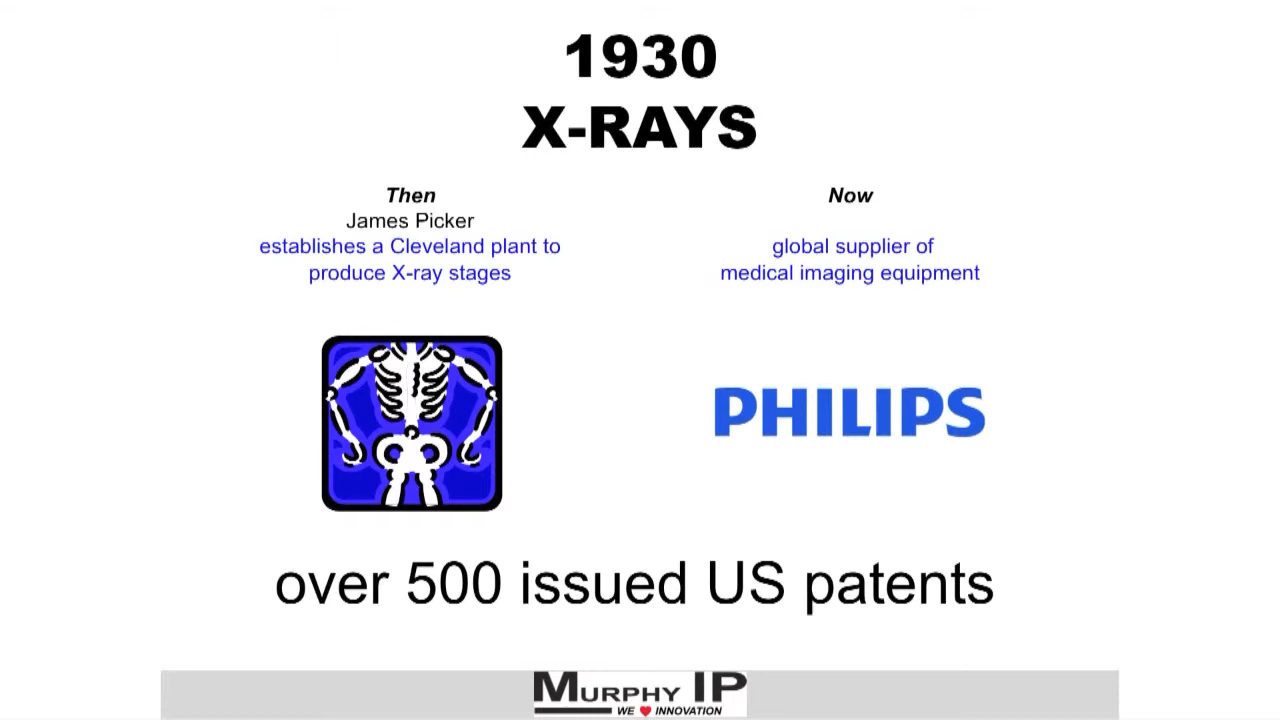 1930
X-RAYS
Then
James Picker
establishes a Cleveland plant to
produce X-ray stages
Now
global supplier of
medical imaging equipment
PHILIPS
over 500 issued US patents
MURPHY IP
WE ❤ INNOVATION